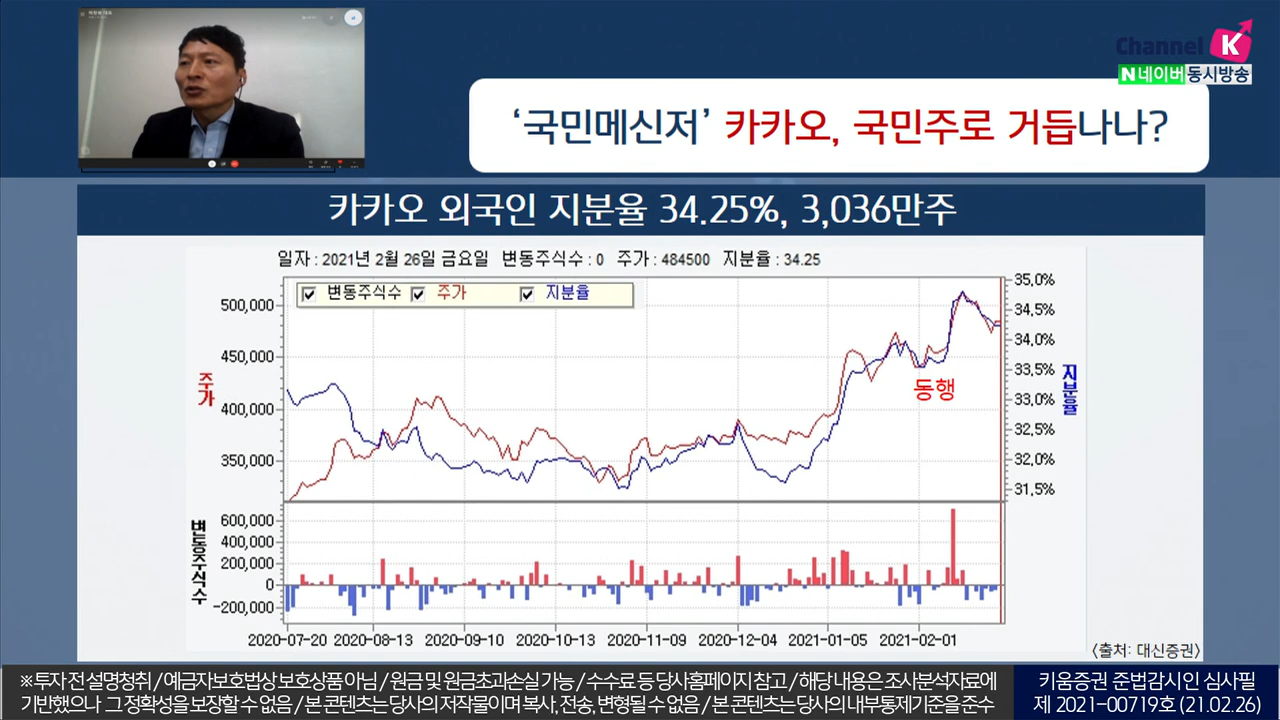 Channel K
N 네이버 동시방송
‘국민메신저’ 카카오, 국민주로 거듭나나?
카카오 외국인 지분율 34.25%, 3,036만주
일자 : 2021년 2월 26일 금요일 변동주식수 : 0 주가 : 484500 지분율 : 34.25
변동주식수 주가 지분율
500,000
450,000
400,000
350,000
주가
35.0%
34.5%
34.0%
33.5%
33.0%
32.5%
32.0%
31.5%
지분율
동행
변동주식수
600,000
400,000
200,000
0
-200,000
2020-07-20 2020-08-13 2020-09-10 2020-10-13 2020-11-09 2020-12-04 2021-01-05 2021-02-01
<출처: 대신증권>
※ 투자 전 설명청취 / 예금자보호법상 보호상품 아님 / 원금 및 원금초과손실 가능 / 수수료 등 당사홈페이지 참고 / 해당 내용은 조사분석자료에
기반했으나 그 정확성을 보장할 수 없음 / 본 콘텐츠는 당사의 저작물이며 복사, 전송, 변형될 수 없음 / 본 콘텐츠는 당사의 내부통제기준을 준수
키움증권 준법감시인 심사필
제 2021-00719호 (21.02.26)